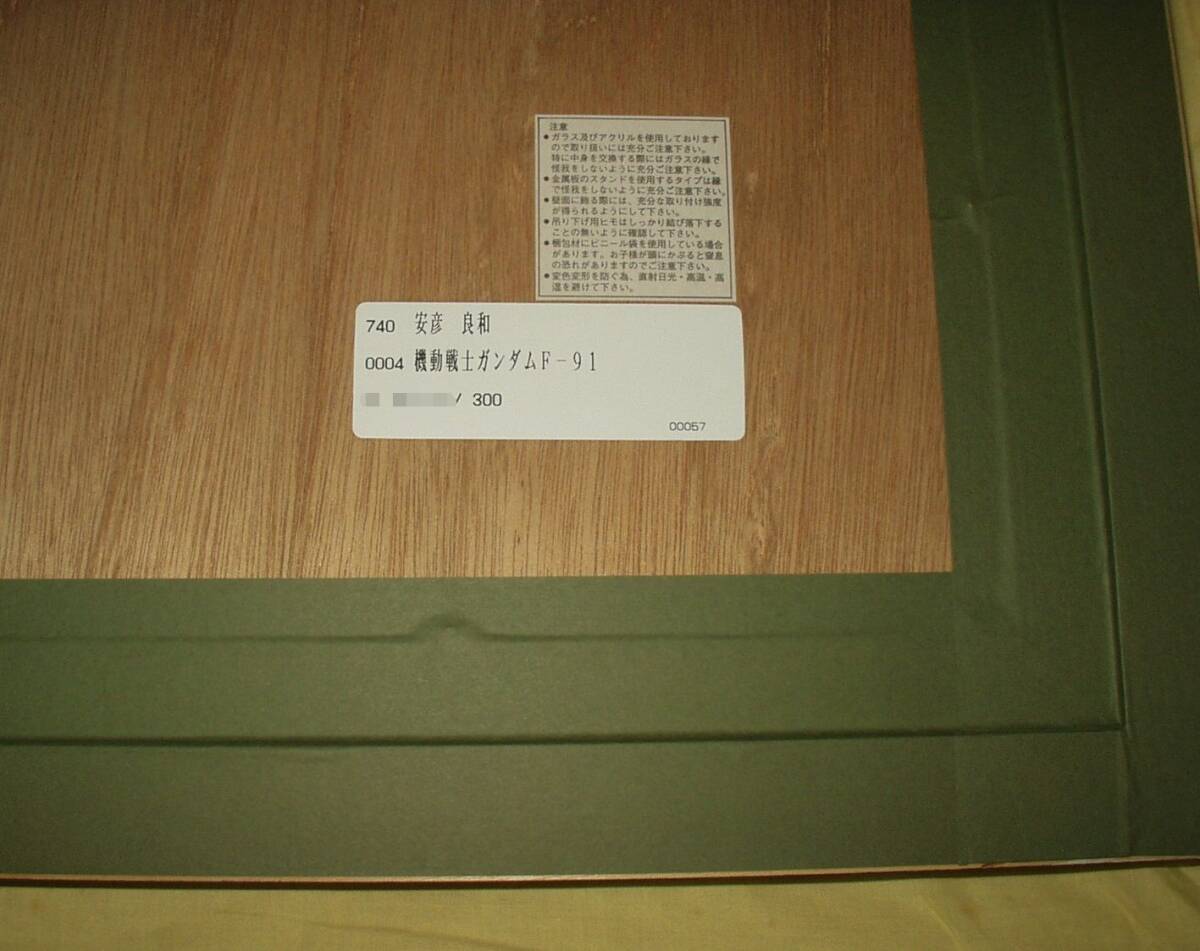 注意
●ガラス及びアクリルを使用しております
ので取り扱いには充分ご注意下さい。
特に中身を交換する際にはガラスの縁で
怪我をしないように充分ご注意下さい。
●金属板のスタンドを使用するタイプは縁
で怪我をしないように充分ご注意下さい。
●壁面に飾る際には、充分な取り付け強度
が得られるようにして下さい。
●吊り下げ用ヒモはしっかり結び落下する
ことの無いように確認して下さい。
●梱包材にビニール袋を使用している場合
があります。お子様が頭にかぶると窒息
の恐れがありますのでご注意下さい。
●変色変形を防ぐ為、直射日光・高温・高
湿を避けて下さい。
740 安彦 良和
0004 機動戦士ガンダムF-91
/ 300
00057